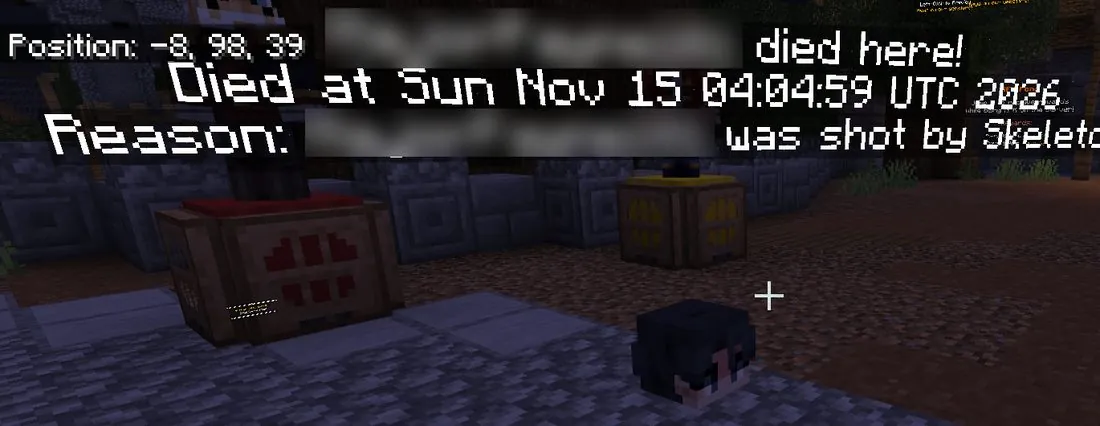 Position: -8, 98, 39
died here!
Died at Sun Nov 15 04:04:59 UTC 2026
Reason: was shot by Skeleto